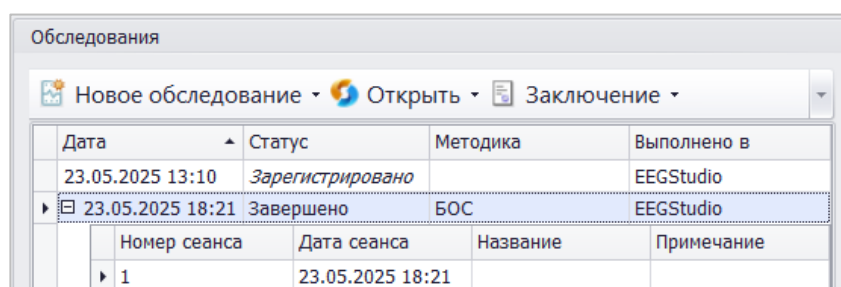 Обследования
Новое обследование Открыть Заключение
Дата Статус Методика Выполнено в
23.05.2025 13:10 Зарегистрировано EEGStudio
23.05.2025 18:21 Завершено БОС EEGStudio
Номер сеанса Дата сеанса Название Примечание
1 23.05.2025 18:21